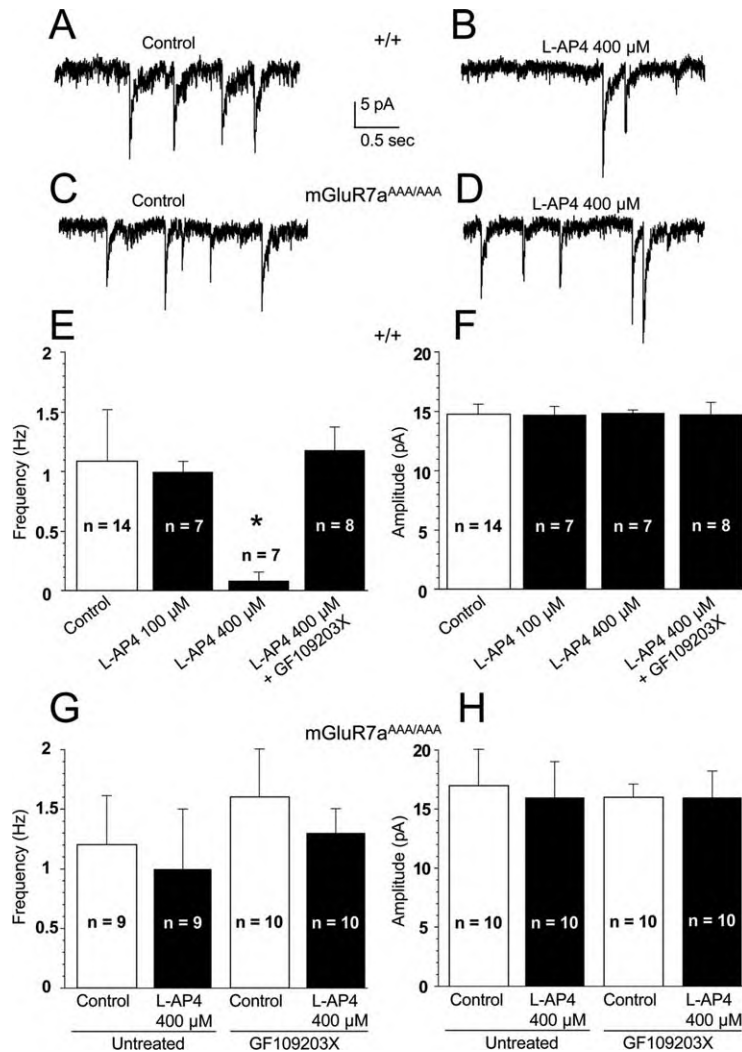 A
Control
+/+
B
L-AP4 400 μM
5 pA
0.5 sec
C
Control
mGluR7aAAA/AAA
D
L-AP4 400 μM
E
+/+
F
2
1.5
1
0.5
0
Frequency (Hz)
n = 14
n = 7
*
n = 7
n = 8
Control
L-AP4 100 μM
L-AP4 400 μM
L-AP4 400 μM
+ GF109203X
20
15
10
5
0
Amplitude (pA)
n = 14
n = 7
n = 7
n = 8
Control
L-AP4 100 μM
L-AP4 400 μM
L-AP4 400 μM
+ GF109203X
G
mGluR7aAAA/AAA
H
2
1.5
1
0.5
0
Frequency (Hz)
n = 9
n = 9
n = 10
n = 10
Control
L-AP4
400 μM
Control
L-AP4
400 μM
Untreated
GF109203X
20
15
10
5
0
Amplitude (pA)
n = 10
n = 10
n = 10
n = 10
Control
L-AP4
400 μM
Control
L-AP4
400 μM
Untreated
GF109203X